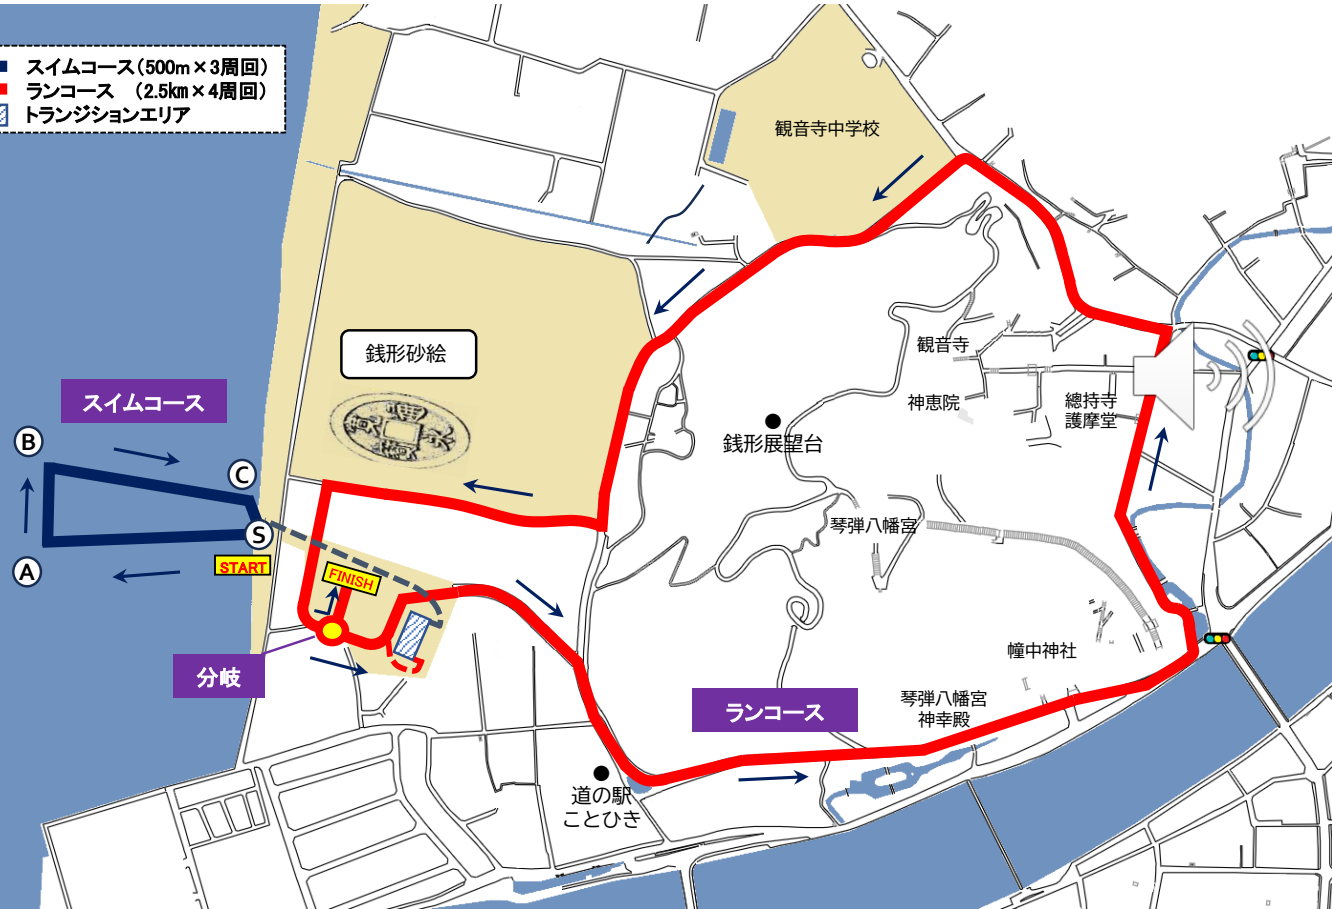 スイムコース(500m×3周回)
ランコース (2.5km×4周回)
トランジションエリア
観音寺中学校
銭形砂絵
観音寺
神恵院
總持寺
護摩堂
スイムコース
銭形展望台
B
C
S
A
START
FINISH
琴弾八幡宮
分岐
幢中神社
ランコース
琴弾八幡宮
神幸殿
道の駅
ことひき